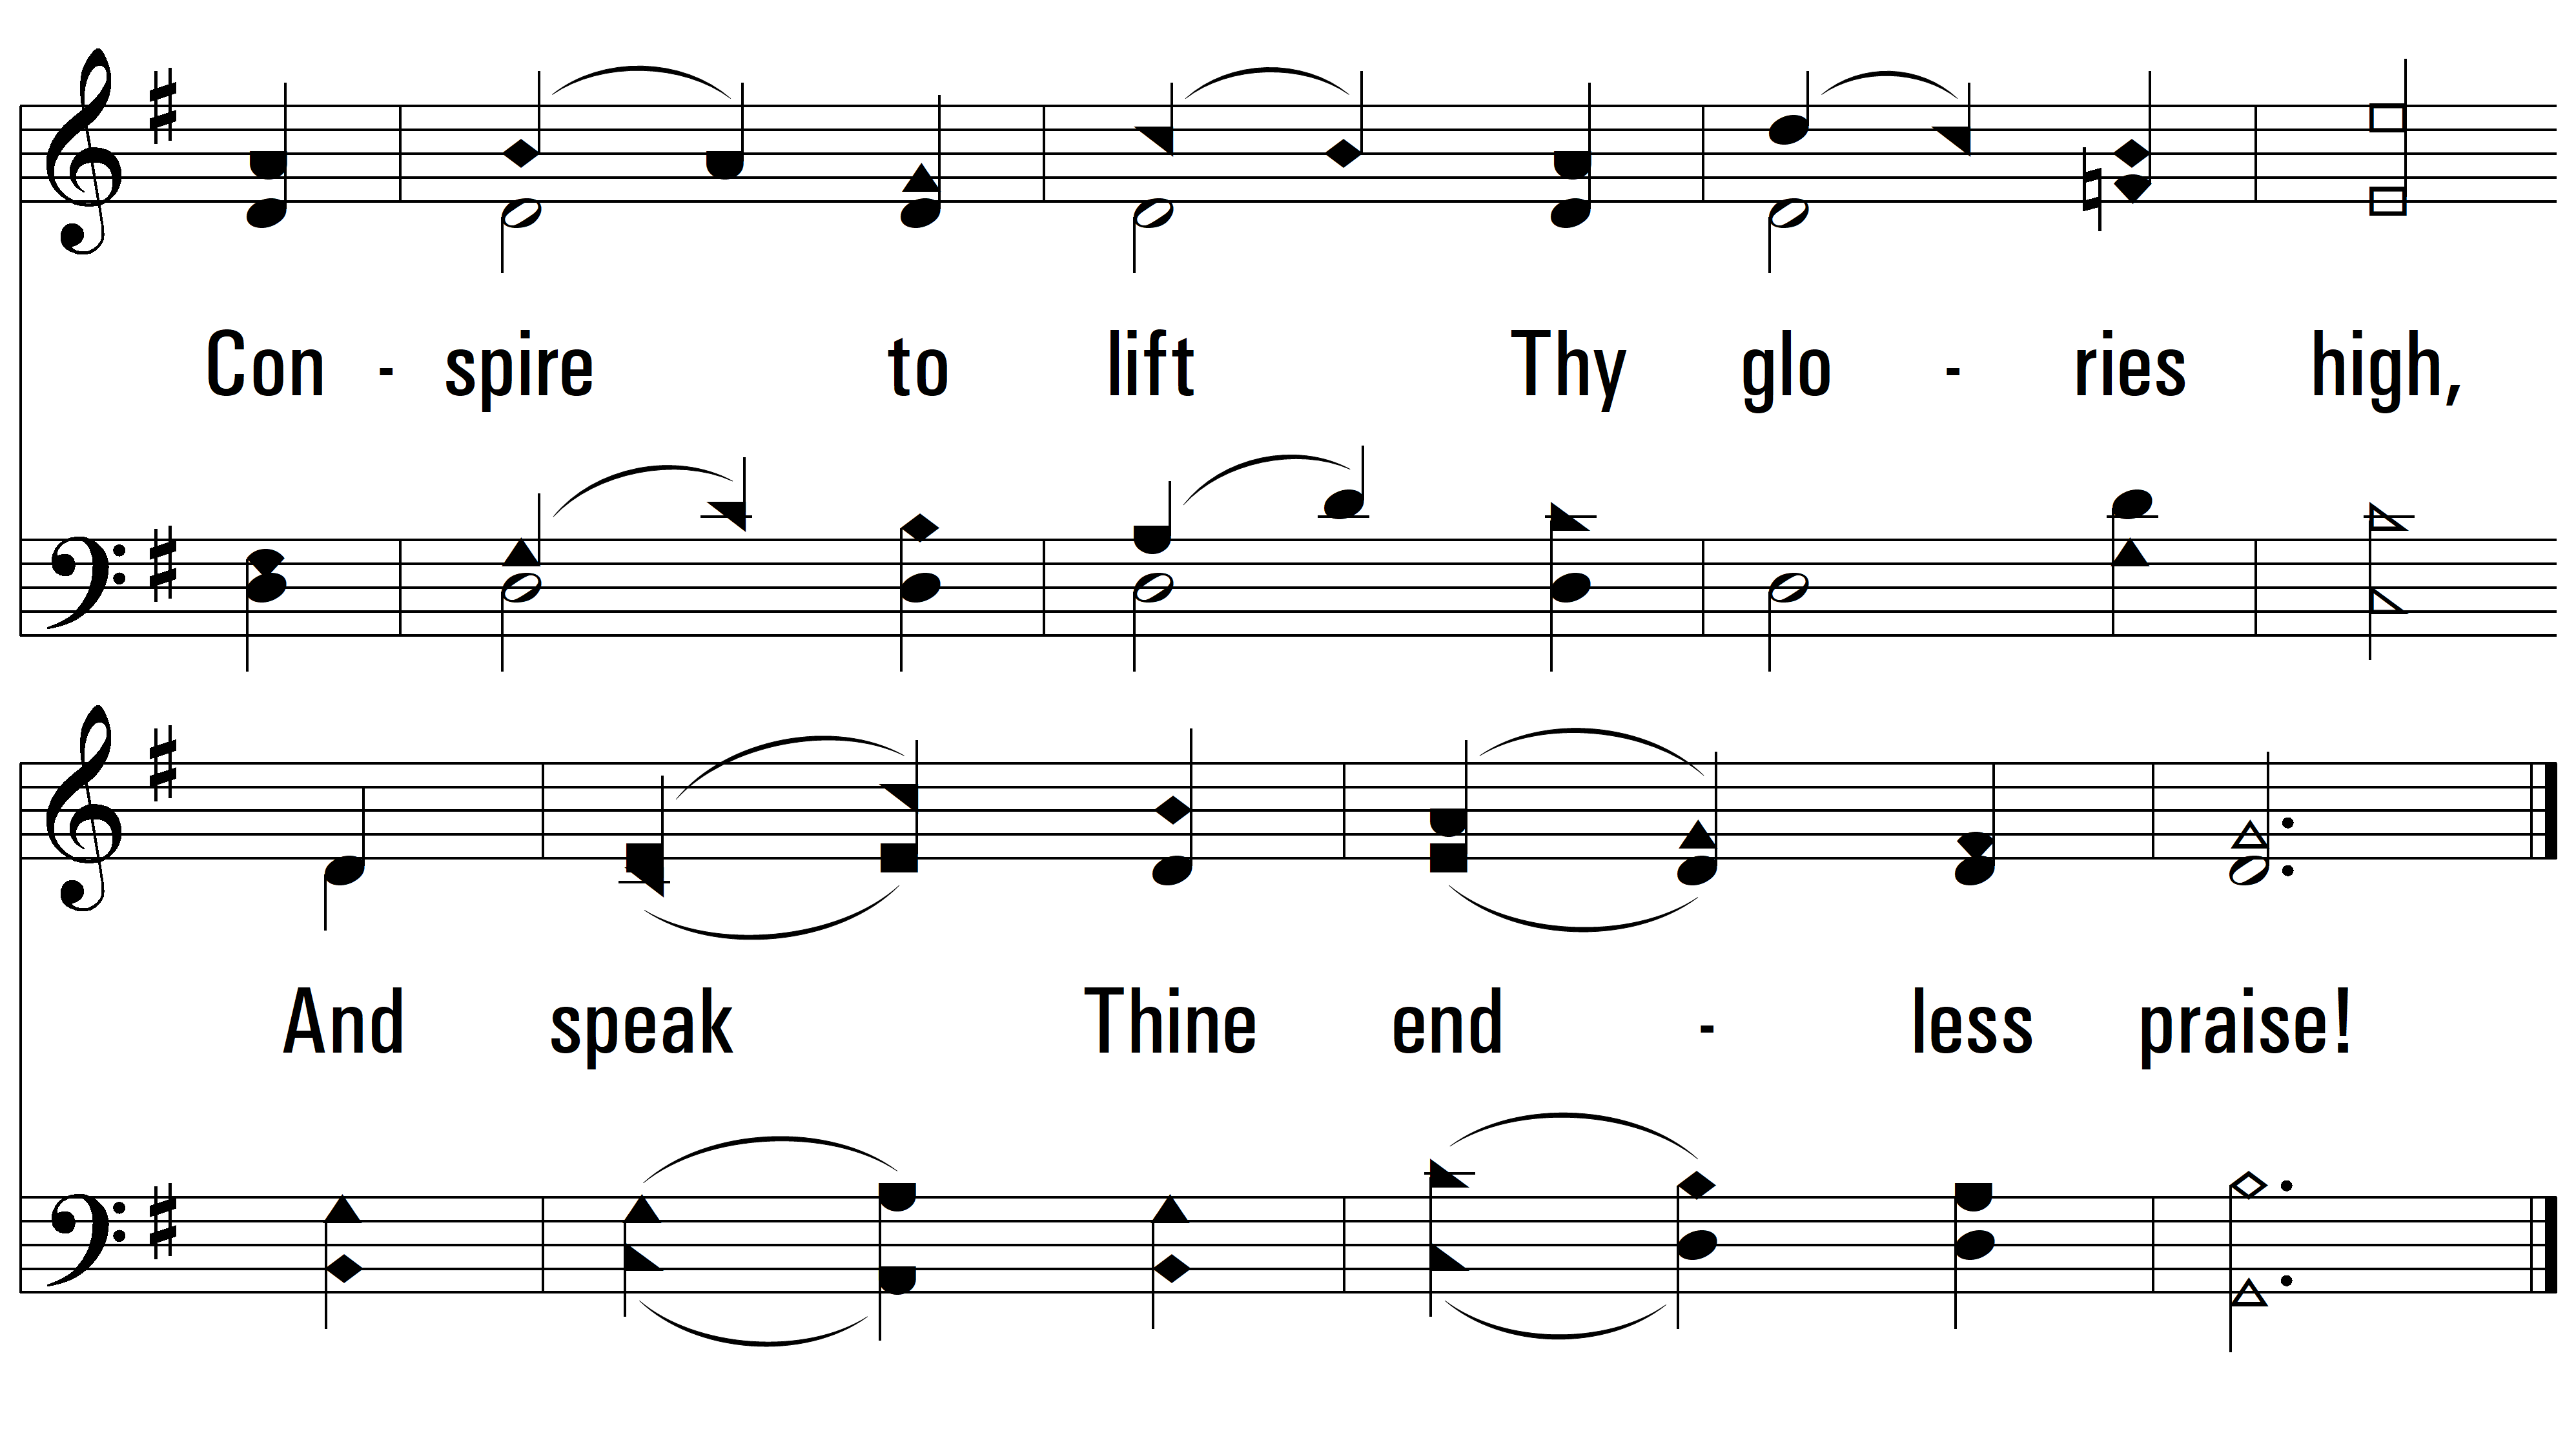 Con - spire to lift Thy glo - ries high,
And speak Thine end - less praise!